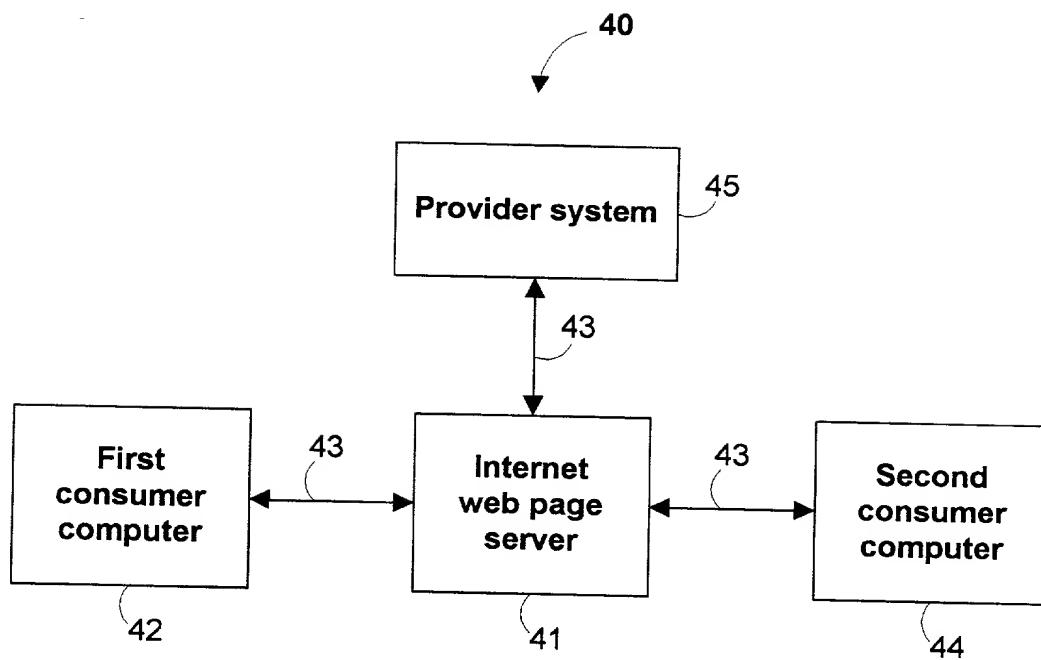 40
Provider system
45
43
First
consumer
computer
43
Internet
web page
server
43
Second
consumer
computer
42
41
44